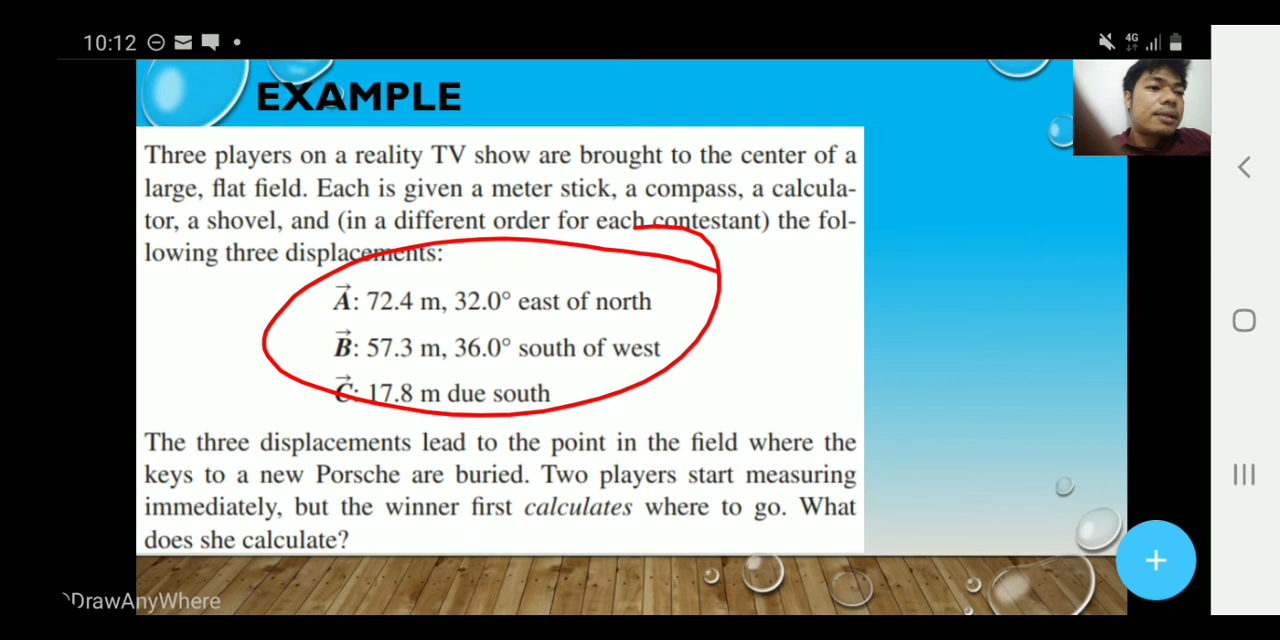 10:12
4G
EXAMPLE
Three players on a reality TV show are brought to the center of a
large, flat field. Each is given a meter stick, a compass, a calcula-
tor, a shovel, and (in a different order for each contestant) the fol-
lowing three displacements:
A⃗: 72.4 m, 32.0° east of north
B⃗: 57.3 m, 36.0° south of west
C⃗: 17.8 m due south
The three displacements lead to the point in the field where the
keys to a new Porsche are buried. Two players start measuring
immediately, but the winner first calculates where to go. What
does she calculate?
DrawAnyWhere